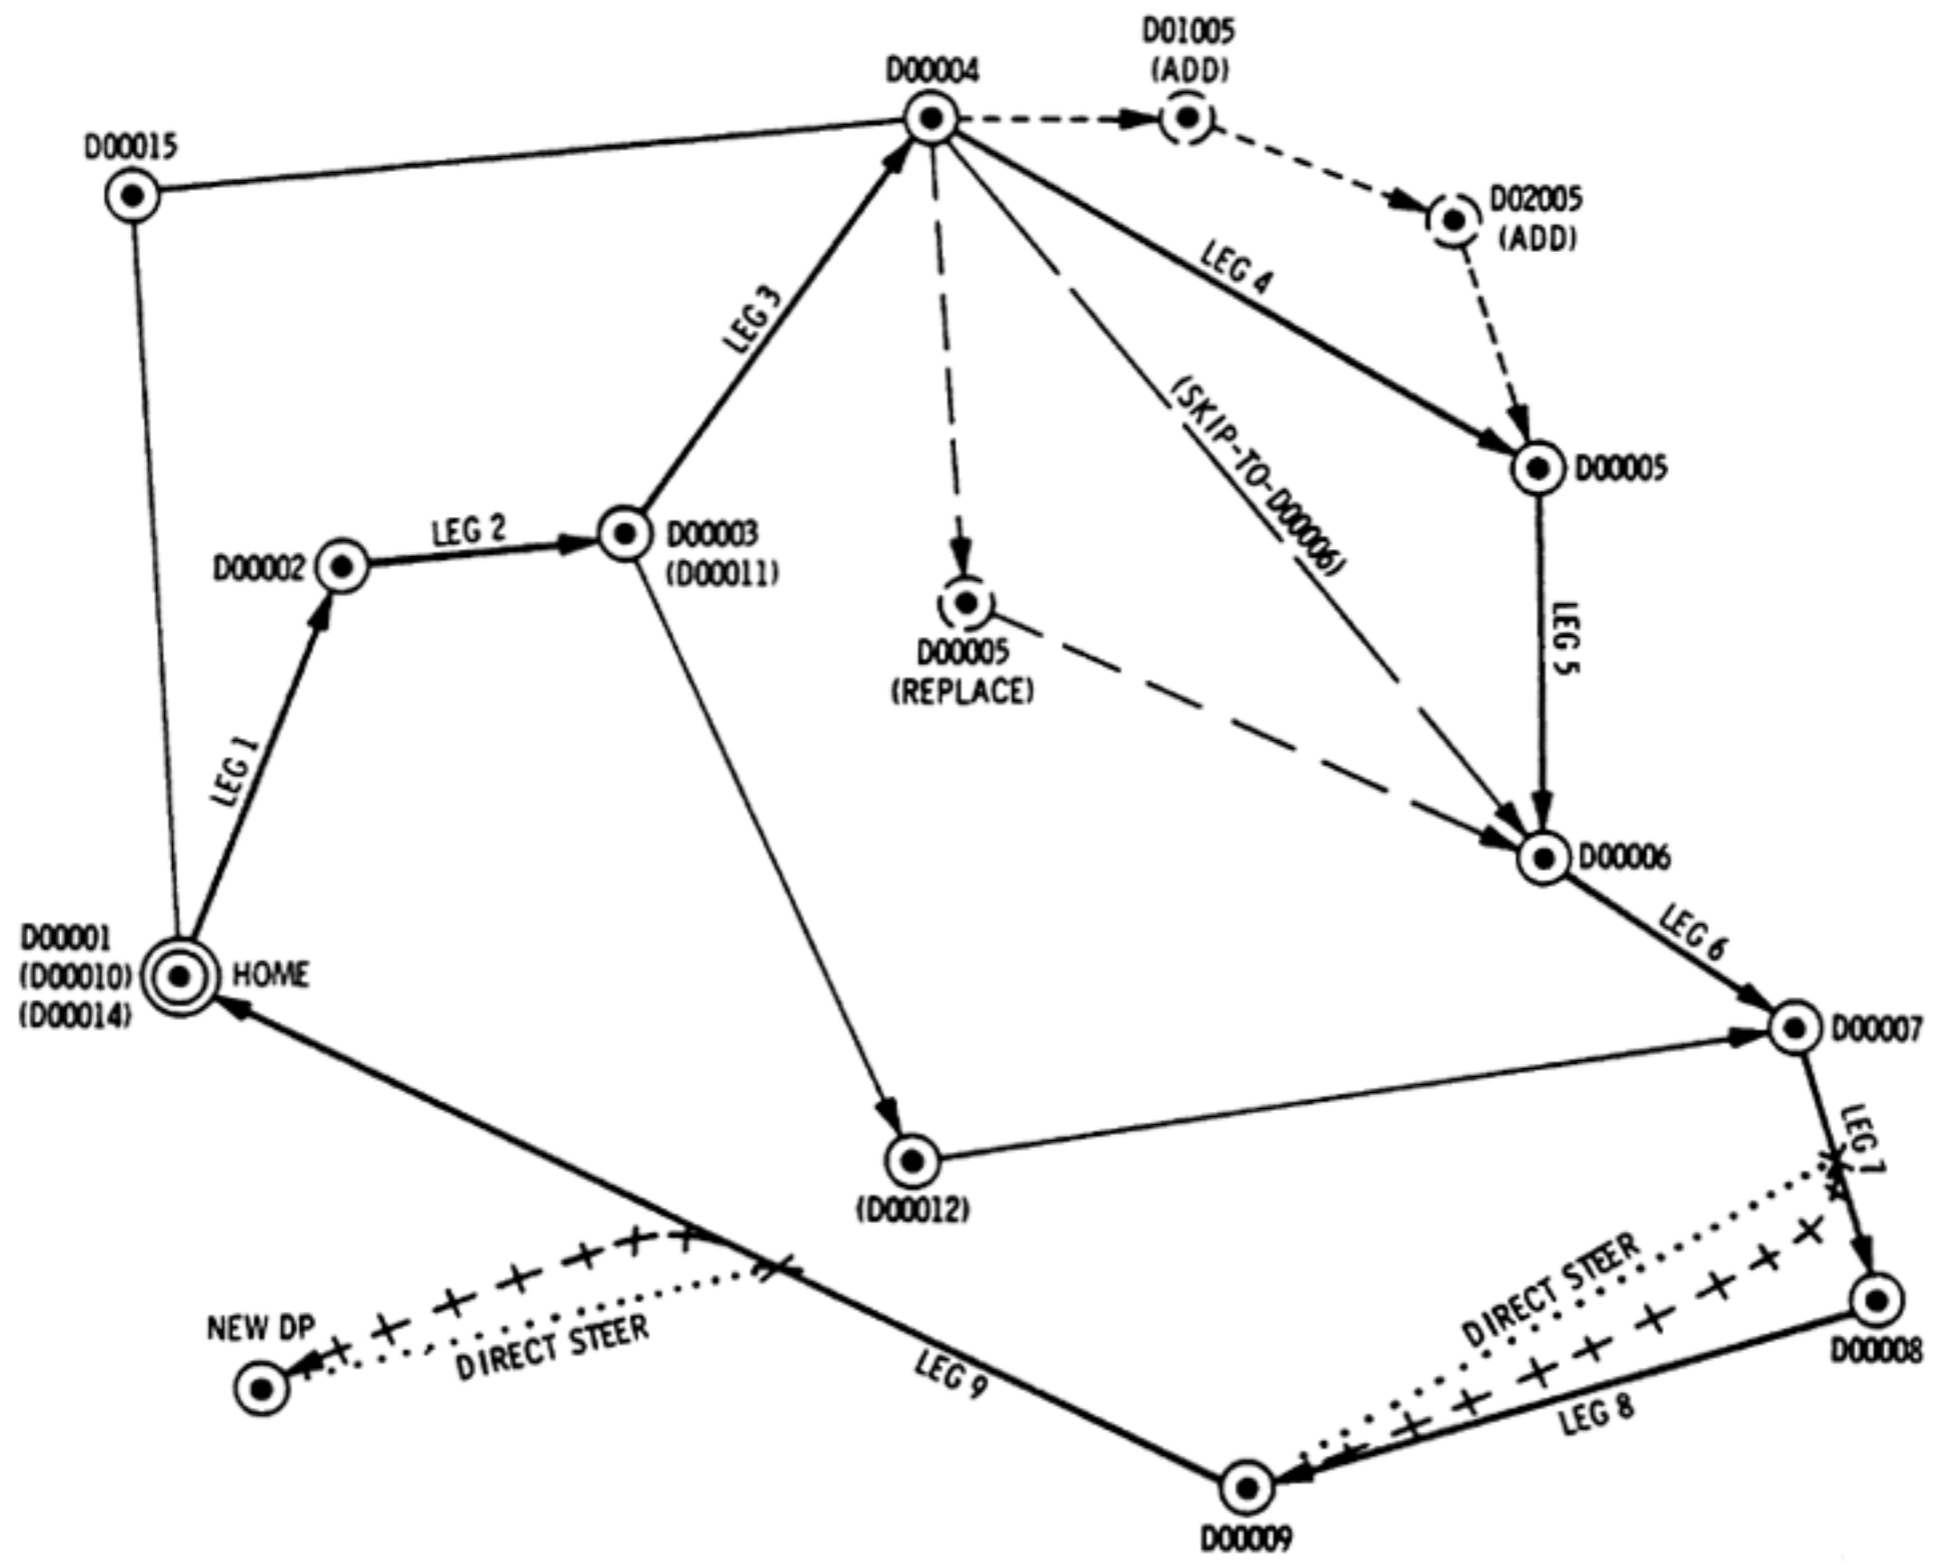 D01005
(ADD)
D00004
D00015
D02005
(ADD)
LEG 4
LEG 3
(SKIP-TO-D00006)
D00005
LEG 2
D00003
(D00011)
D00002
LEG 5
D00005
(REPLACE)
LEG 1
D00006
LEG 6
D00001
(D00010)
(D00014)
HOME
D00007
LEG 7
(D00012)
DIRECT STEER
NEW DP
DIRECT STEER
D00008
LEG 9
LEG 8
D00009